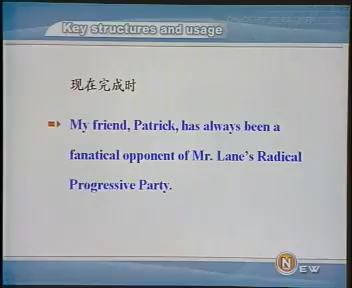 Key structures and usage
现在完成时
My friend, Patrick, has always been a
fanatical opponent of Mr. Lane's Radical
Progressive Party.
NEW